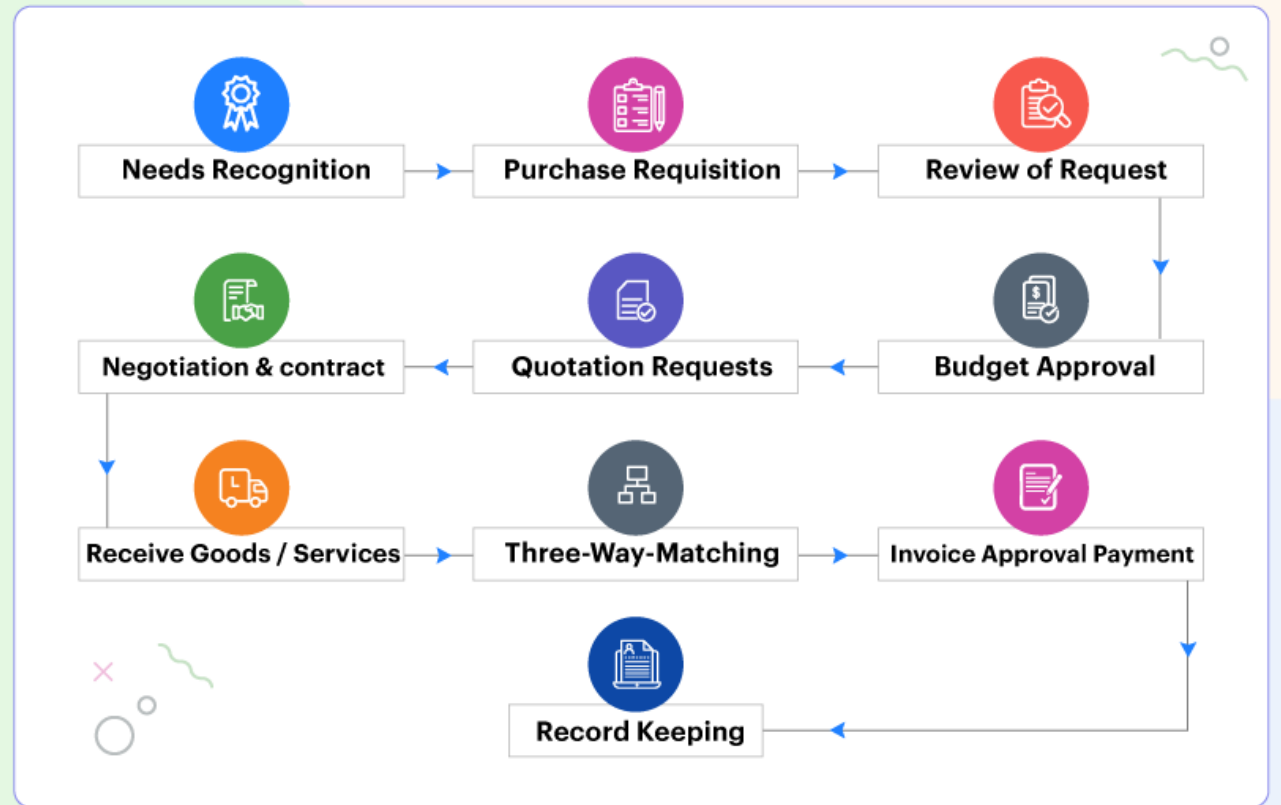 Needs Recognition
Purchase Requisition
Review of Request
Budget Approval
Quotation Requests
Negotiation & contract
Receive Goods / Services
Three-Way-Matching
Invoice Approval Payment
Record Keeping